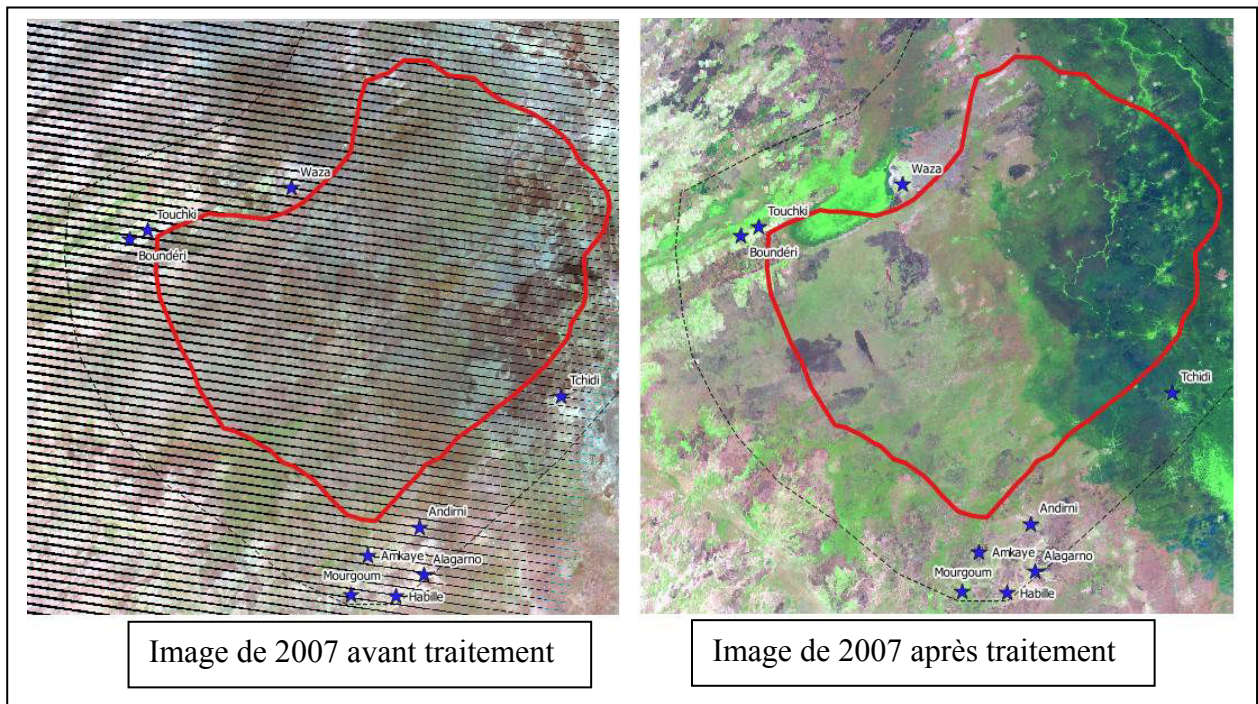 Waza
Touchki
Boundéri
Tchidi
Andirni
Amkaye
Alagarno
Mourgoum
Habille
Image de 2007 avant traitement
Waza
Touchki
Boundéri
Tchidi
Andirni
Amkaye
Alagarno
Mourgoum
Habille
Image de 2007 après traitement